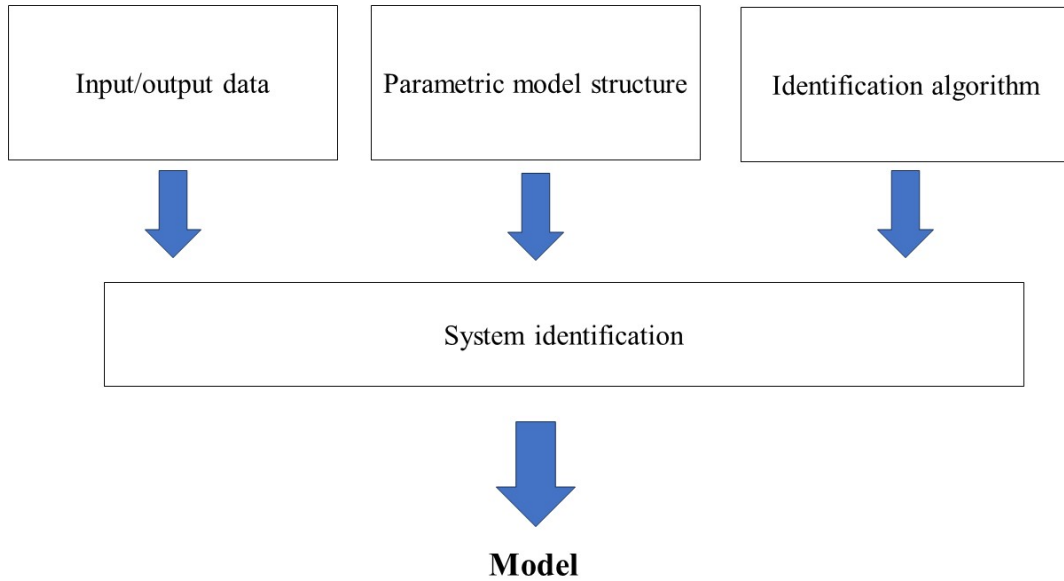 Input/output data
Parametric model structure
Identification algorithm
System identification
Model